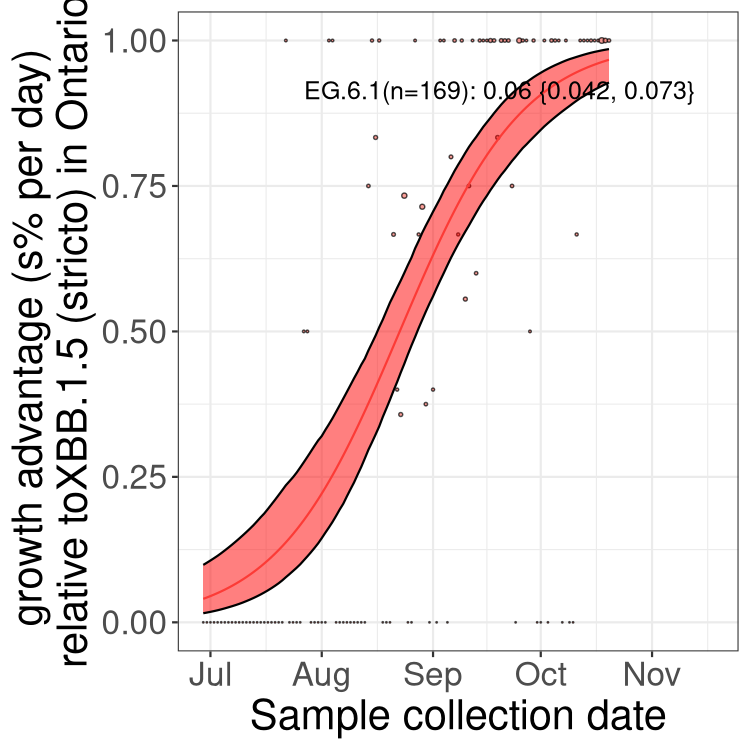 growth advantage (s% per day)
relative toXBB.1.5 (stricto) in Ontario
1.00
0.75
0.50
0.25
0.00
EG.6.1(n=169): 0.06 {0.042, 0.073}
Jul Aug Sep Oct Nov
Sample collection date